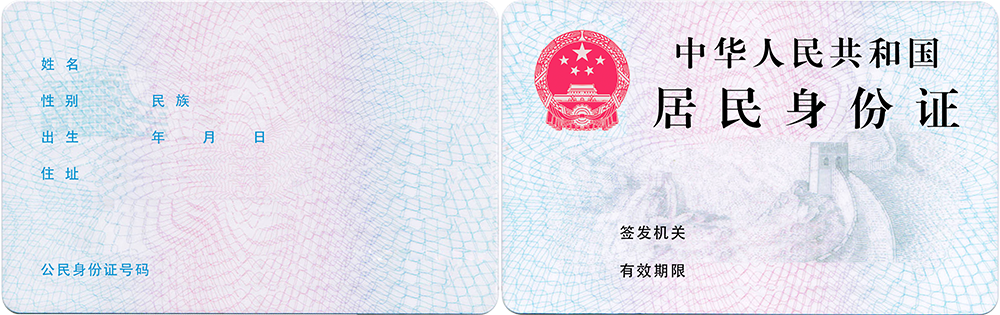 姓名
性别 民族
出生 年 月 日
住址
公民身份证号码
中华人民共和国
居民身份证
签发机关
有效期限